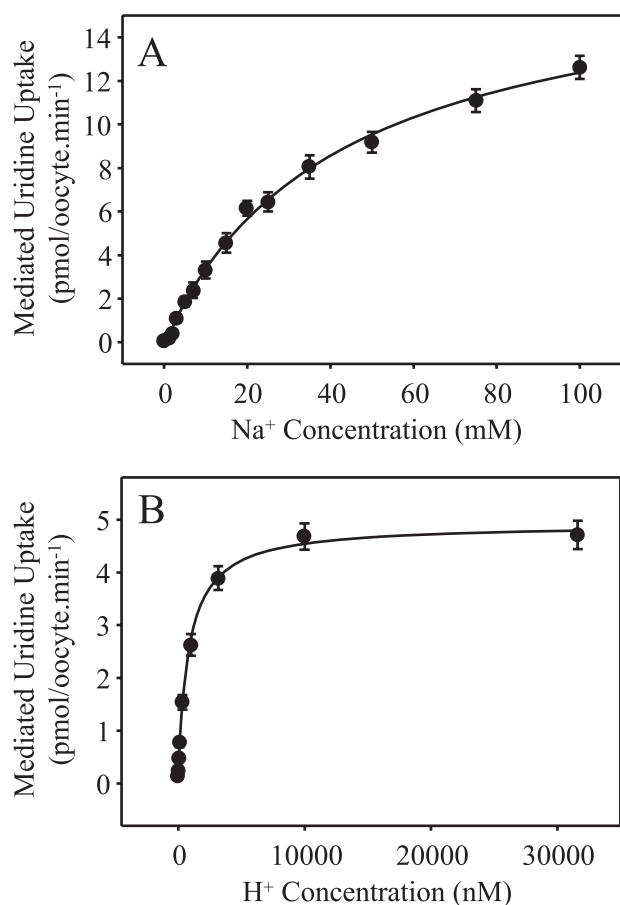 A
Mediated Uridine Uptake
(pmol/oocyte.min⁻¹)
14
12
10
8
6
4
2
0
0 20 40 60 80 100
Na⁺ Concentration (mM)
B
Mediated Uridine Uptake
(pmol/oocyte.min⁻¹)
5
4
3
2
1
0
0 10000 20000 30000
H⁺ Concentration (nM)